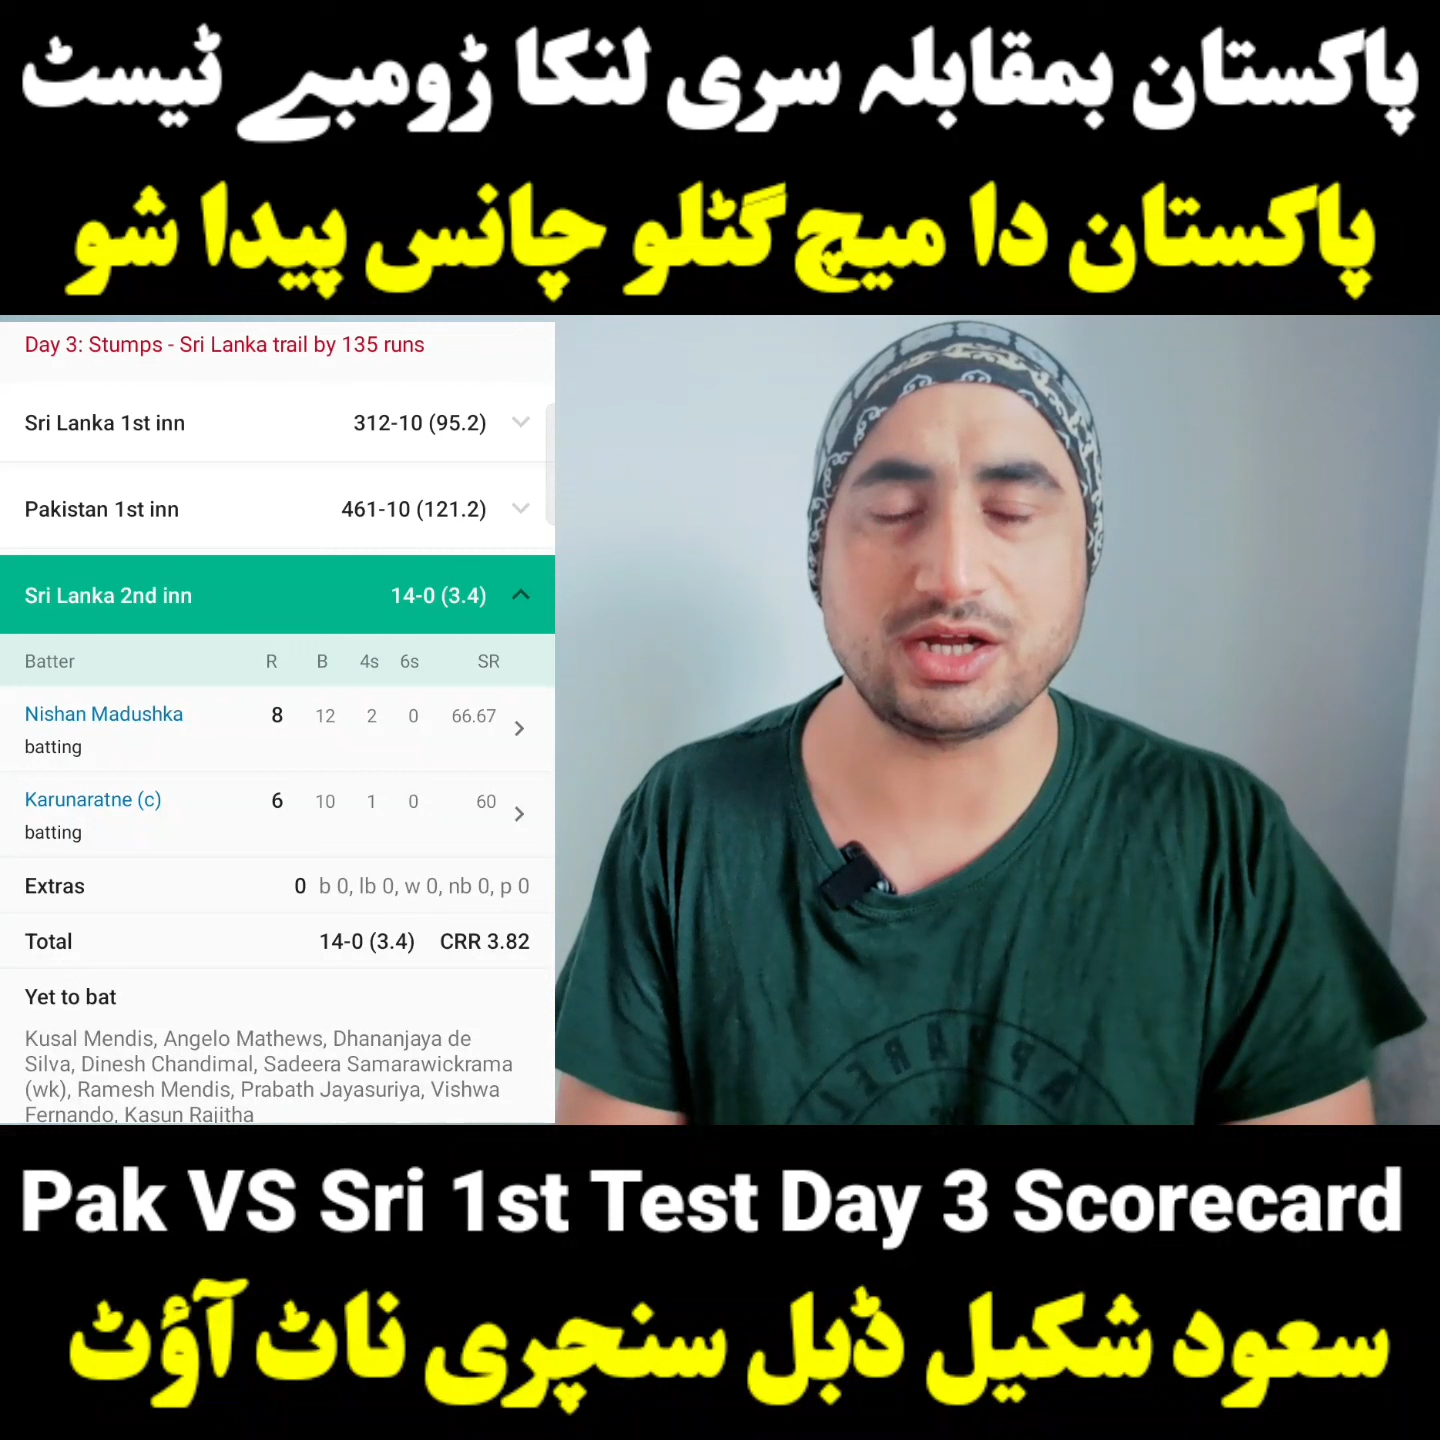 پاکستان بمقابلہ سری لنکا ړومبے ٹیسٹ
پاکستان دا میچ گٹلو چانس پیدا شو
Day 3: Stumps - Sri Lanka trail by 135 runs
Sri Lanka 1st inn 312-10 (95.2)
Pakistan 1st inn 461-10 (121.2)
Sri Lanka 2nd inn 14-0 (3.4)
Batter R B 4s 6s SR
Nishan Madushka 8 12 2 0 66.67
batting
Karunaratne (c) 6 10 1 0 60
batting
Extras 0 b 0, lb 0, w 0, nb 0, p 0
Total 14-0 (3.4) CRR 3.82
Yet to bat
Kusal Mendis, Angelo Mathews, Dhananjaya de
Silva, Dinesh Chandimal, Sadeera Samarawickrama
(wk), Ramesh Mendis, Prabath Jayasuriya, Vishwa
Fernando, Kasun Rajitha
Pak VS Sri 1st Test Day 3 Scorecard
سعود شکیل ڈبل سنچری ناٹ آؤٹ